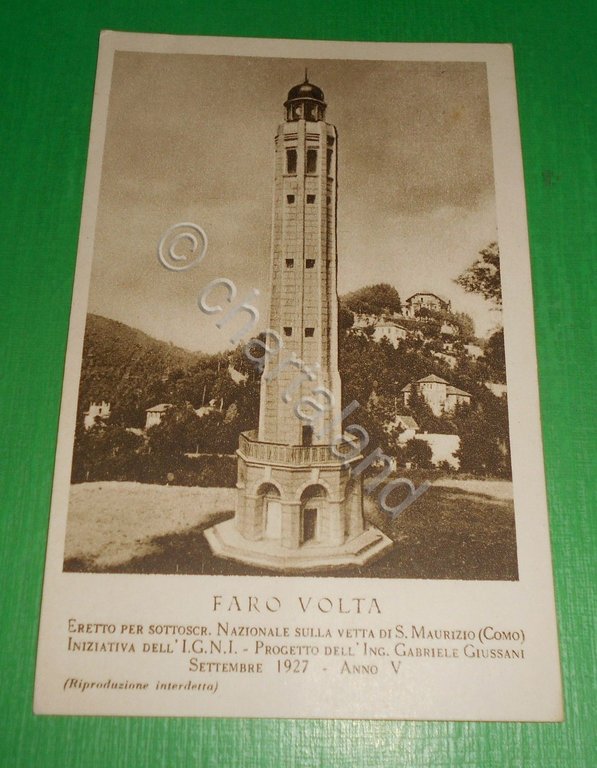 © chartaland
FARO VOLTA
ERETTO PER SOTTOSCR. NAZIONALE SULLA VETTA DI S. MAURIZIO (COMO)
INIZIATIVA DELL'I.G.N.I. - PROGETTO DELL'ING. GABRIELE GIUSSANI
SETTEMBRE 1927 - ANNO V
(Riproduzione interdetta)